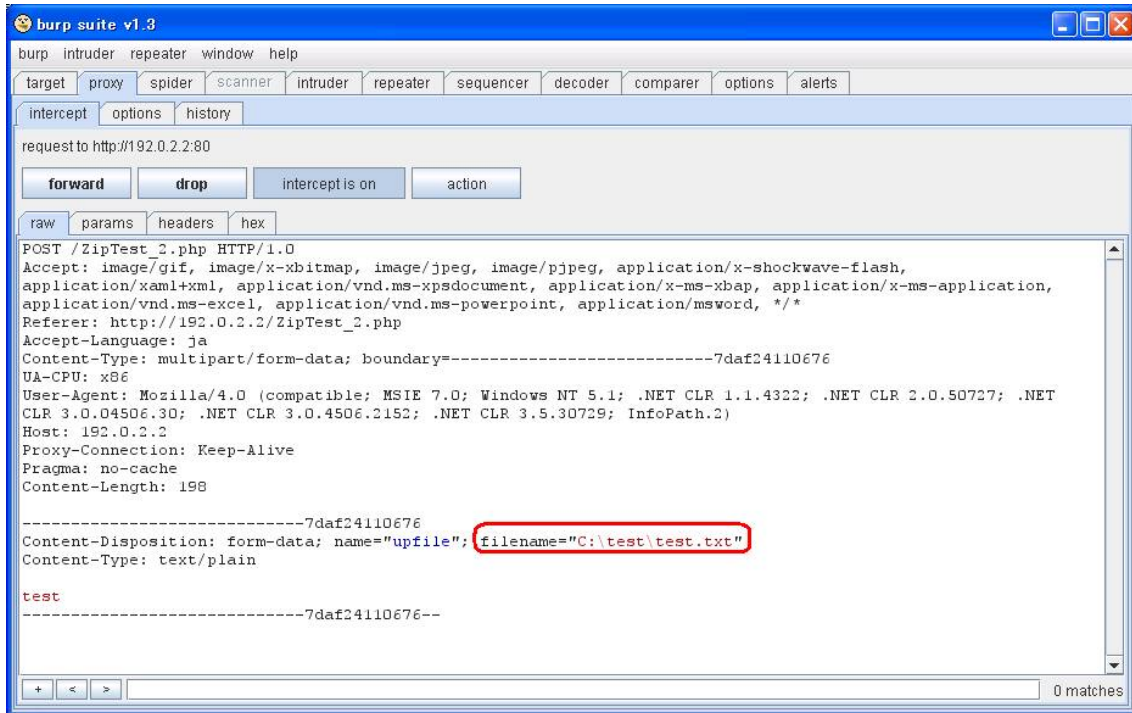 burp suite v1.3
burp intruder repeater window help
target proxy spider scanner intruder repeater sequencer decoder comparer options alerts
intercept options history
request to http://192.0.2.2:80
forward drop intercept is on action
raw params headers hex
POST /ZipTest_2.php HTTP/1.0
Accept: image/gif, image/x-xbitmap, image/jpeg, image/pjpeg, application/x-shockwave-flash,
application/xaml+xml, application/vnd.ms-xpsdocument, application/x-ms-xbap, application/x-ms-application,
application/vnd.ms-excel, application/vnd.ms-powerpoint, application/msword, */*
Referer: http://192.0.2.2/ZipTest_2.php
Accept-Language: ja
Content-Type: multipart/form-data; boundary=---------------------------7daf24110676
UA-CPU: x86
User-Agent: Mozilla/4.0 (compatible; MSIE 7.0; Windows NT 5.1; .NET CLR 1.1.4322; .NET CLR 2.0.50727; .NET
CLR 3.0.04506.30; .NET CLR 3.0.4506.2152; .NET CLR 3.5.30729; InfoPath.2)
Host: 192.0.2.2
Proxy-Connection: Keep-Alive
Pragma: no-cache
Content-Length: 198
-----------------------------7daf24110676
Content-Disposition: form-data; name="upfile"; filename="C:\test\test.txt"
Content-Type: text/plain
test
-----------------------------7daf24110676--
+ < > 0 matches